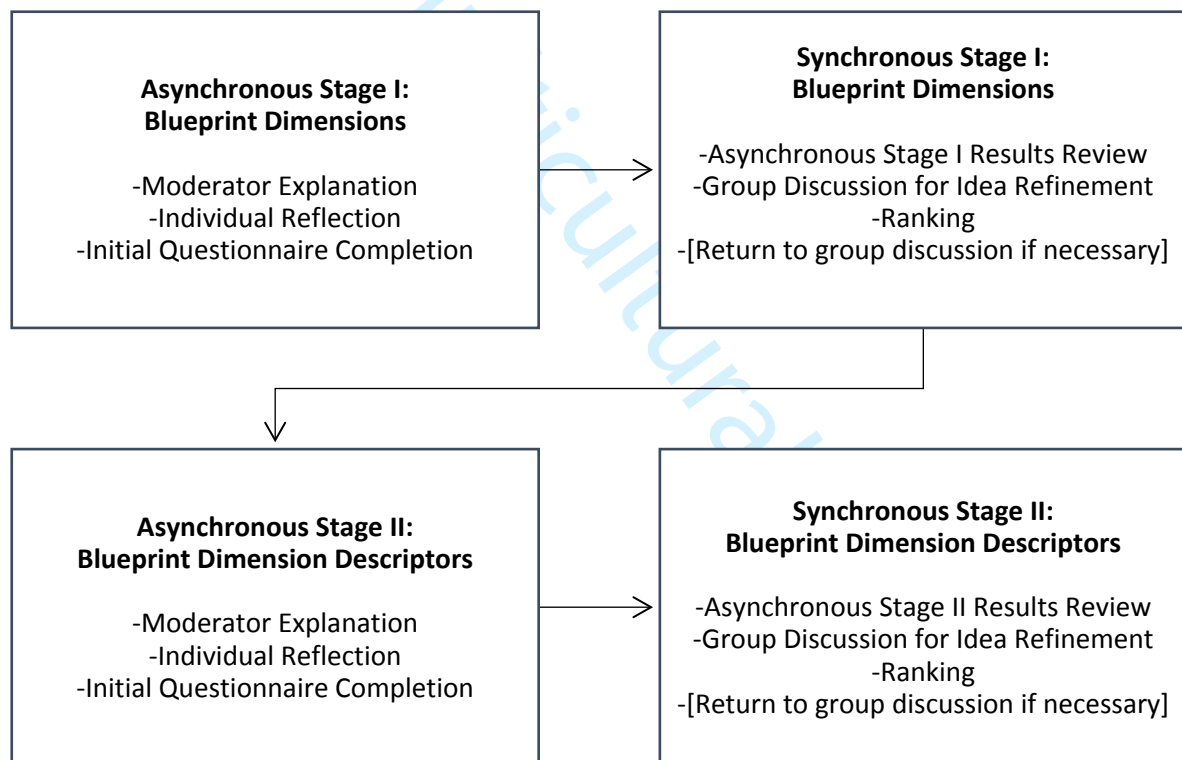 Asynchronous Stage I:
Blueprint Dimensions
-Moderator Explanation
-Individual Reflection
-Initial Questionnaire Completion
Synchronous Stage I:
Blueprint Dimensions
-Asynchronous Stage I Results Review
-Group Discussion for Idea Refinement
-Ranking
-[Return to group discussion if necessary]
Asynchronous Stage II:
Blueprint Dimension Descriptors
-Moderator Explanation
-Individual Reflection
-Initial Questionnaire Completion
Synchronous Stage II:
Blueprint Dimension Descriptors
-Asynchronous Stage II Results Review
-Group Discussion for Idea Refinement
-Ranking
-[Return to group discussion if necessary]